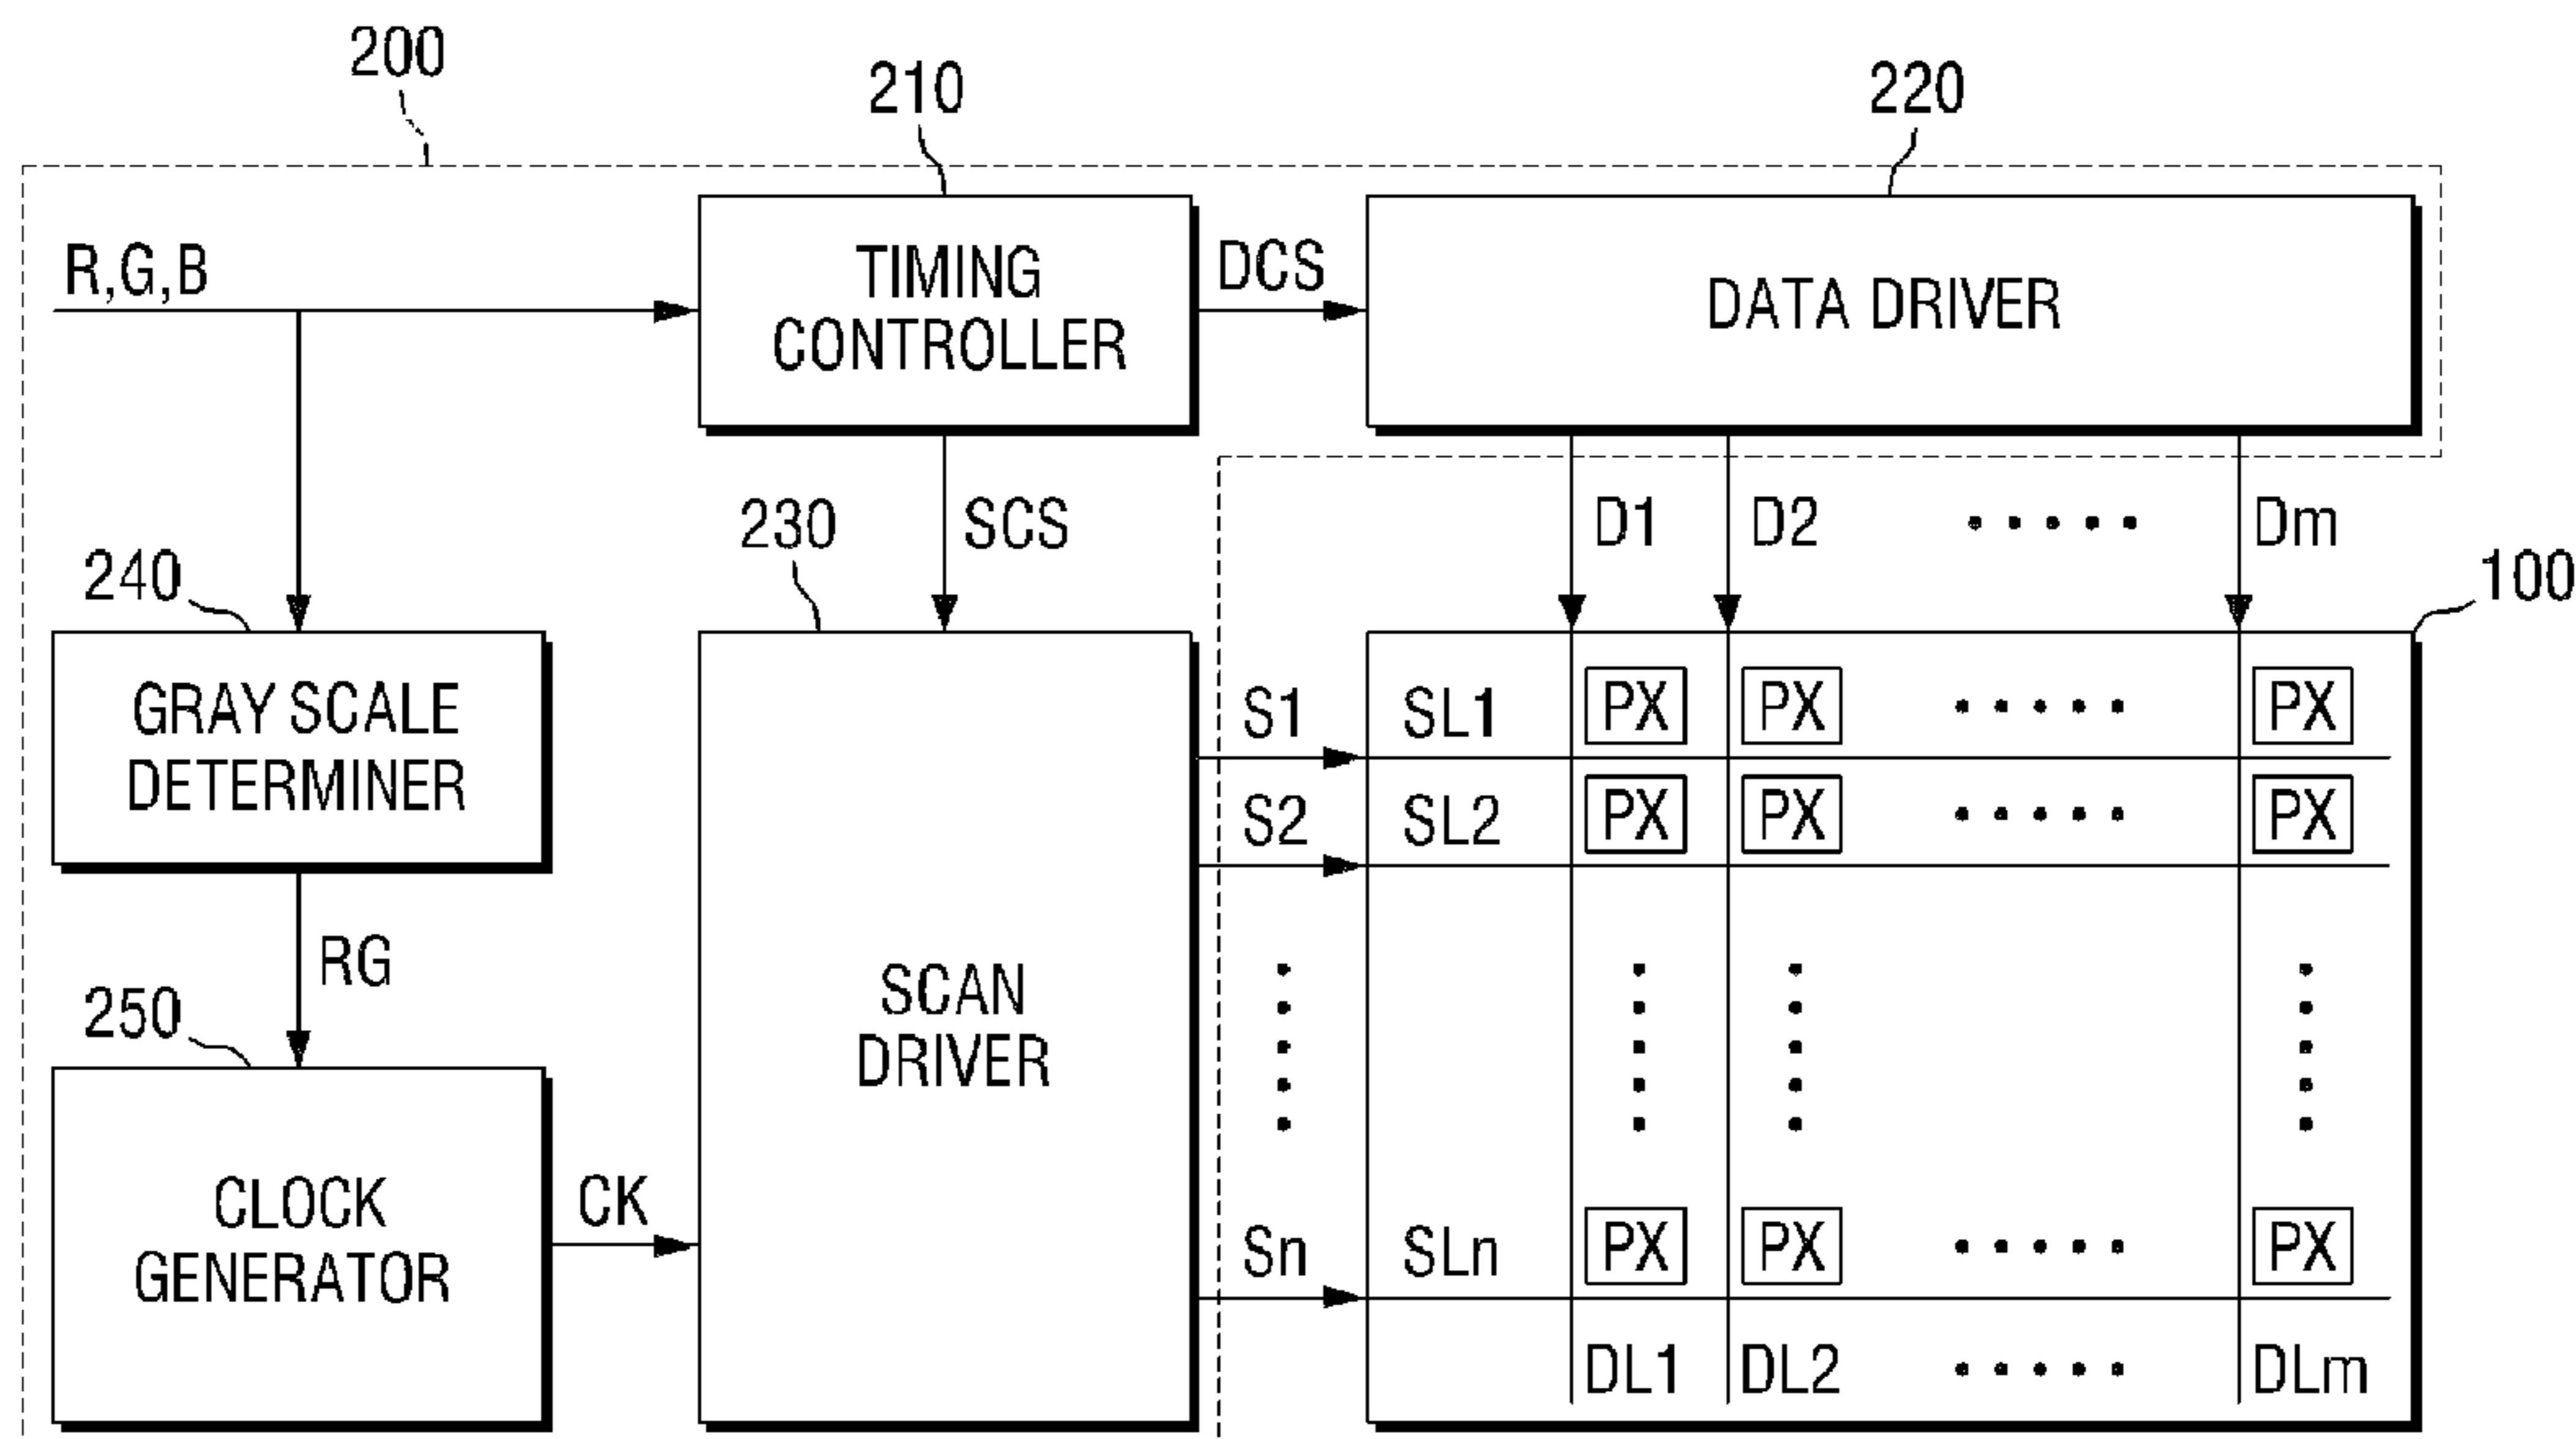 200
210
220
R,G,B
TIMING
CONTROLLER
DCS
DATA DRIVER
240
230
SCS
D1 D2 ..... Dm
100
GRAY SCALE
DETERMINER
RG
250
CLOCK
GENERATOR
CK
SCAN
DRIVER
S1 SL1 PX PX ..... PX
S2 SL2 PX PX ..... PX
Sn SLn PX PX ..... PX
DL1 DL2 ..... DLm